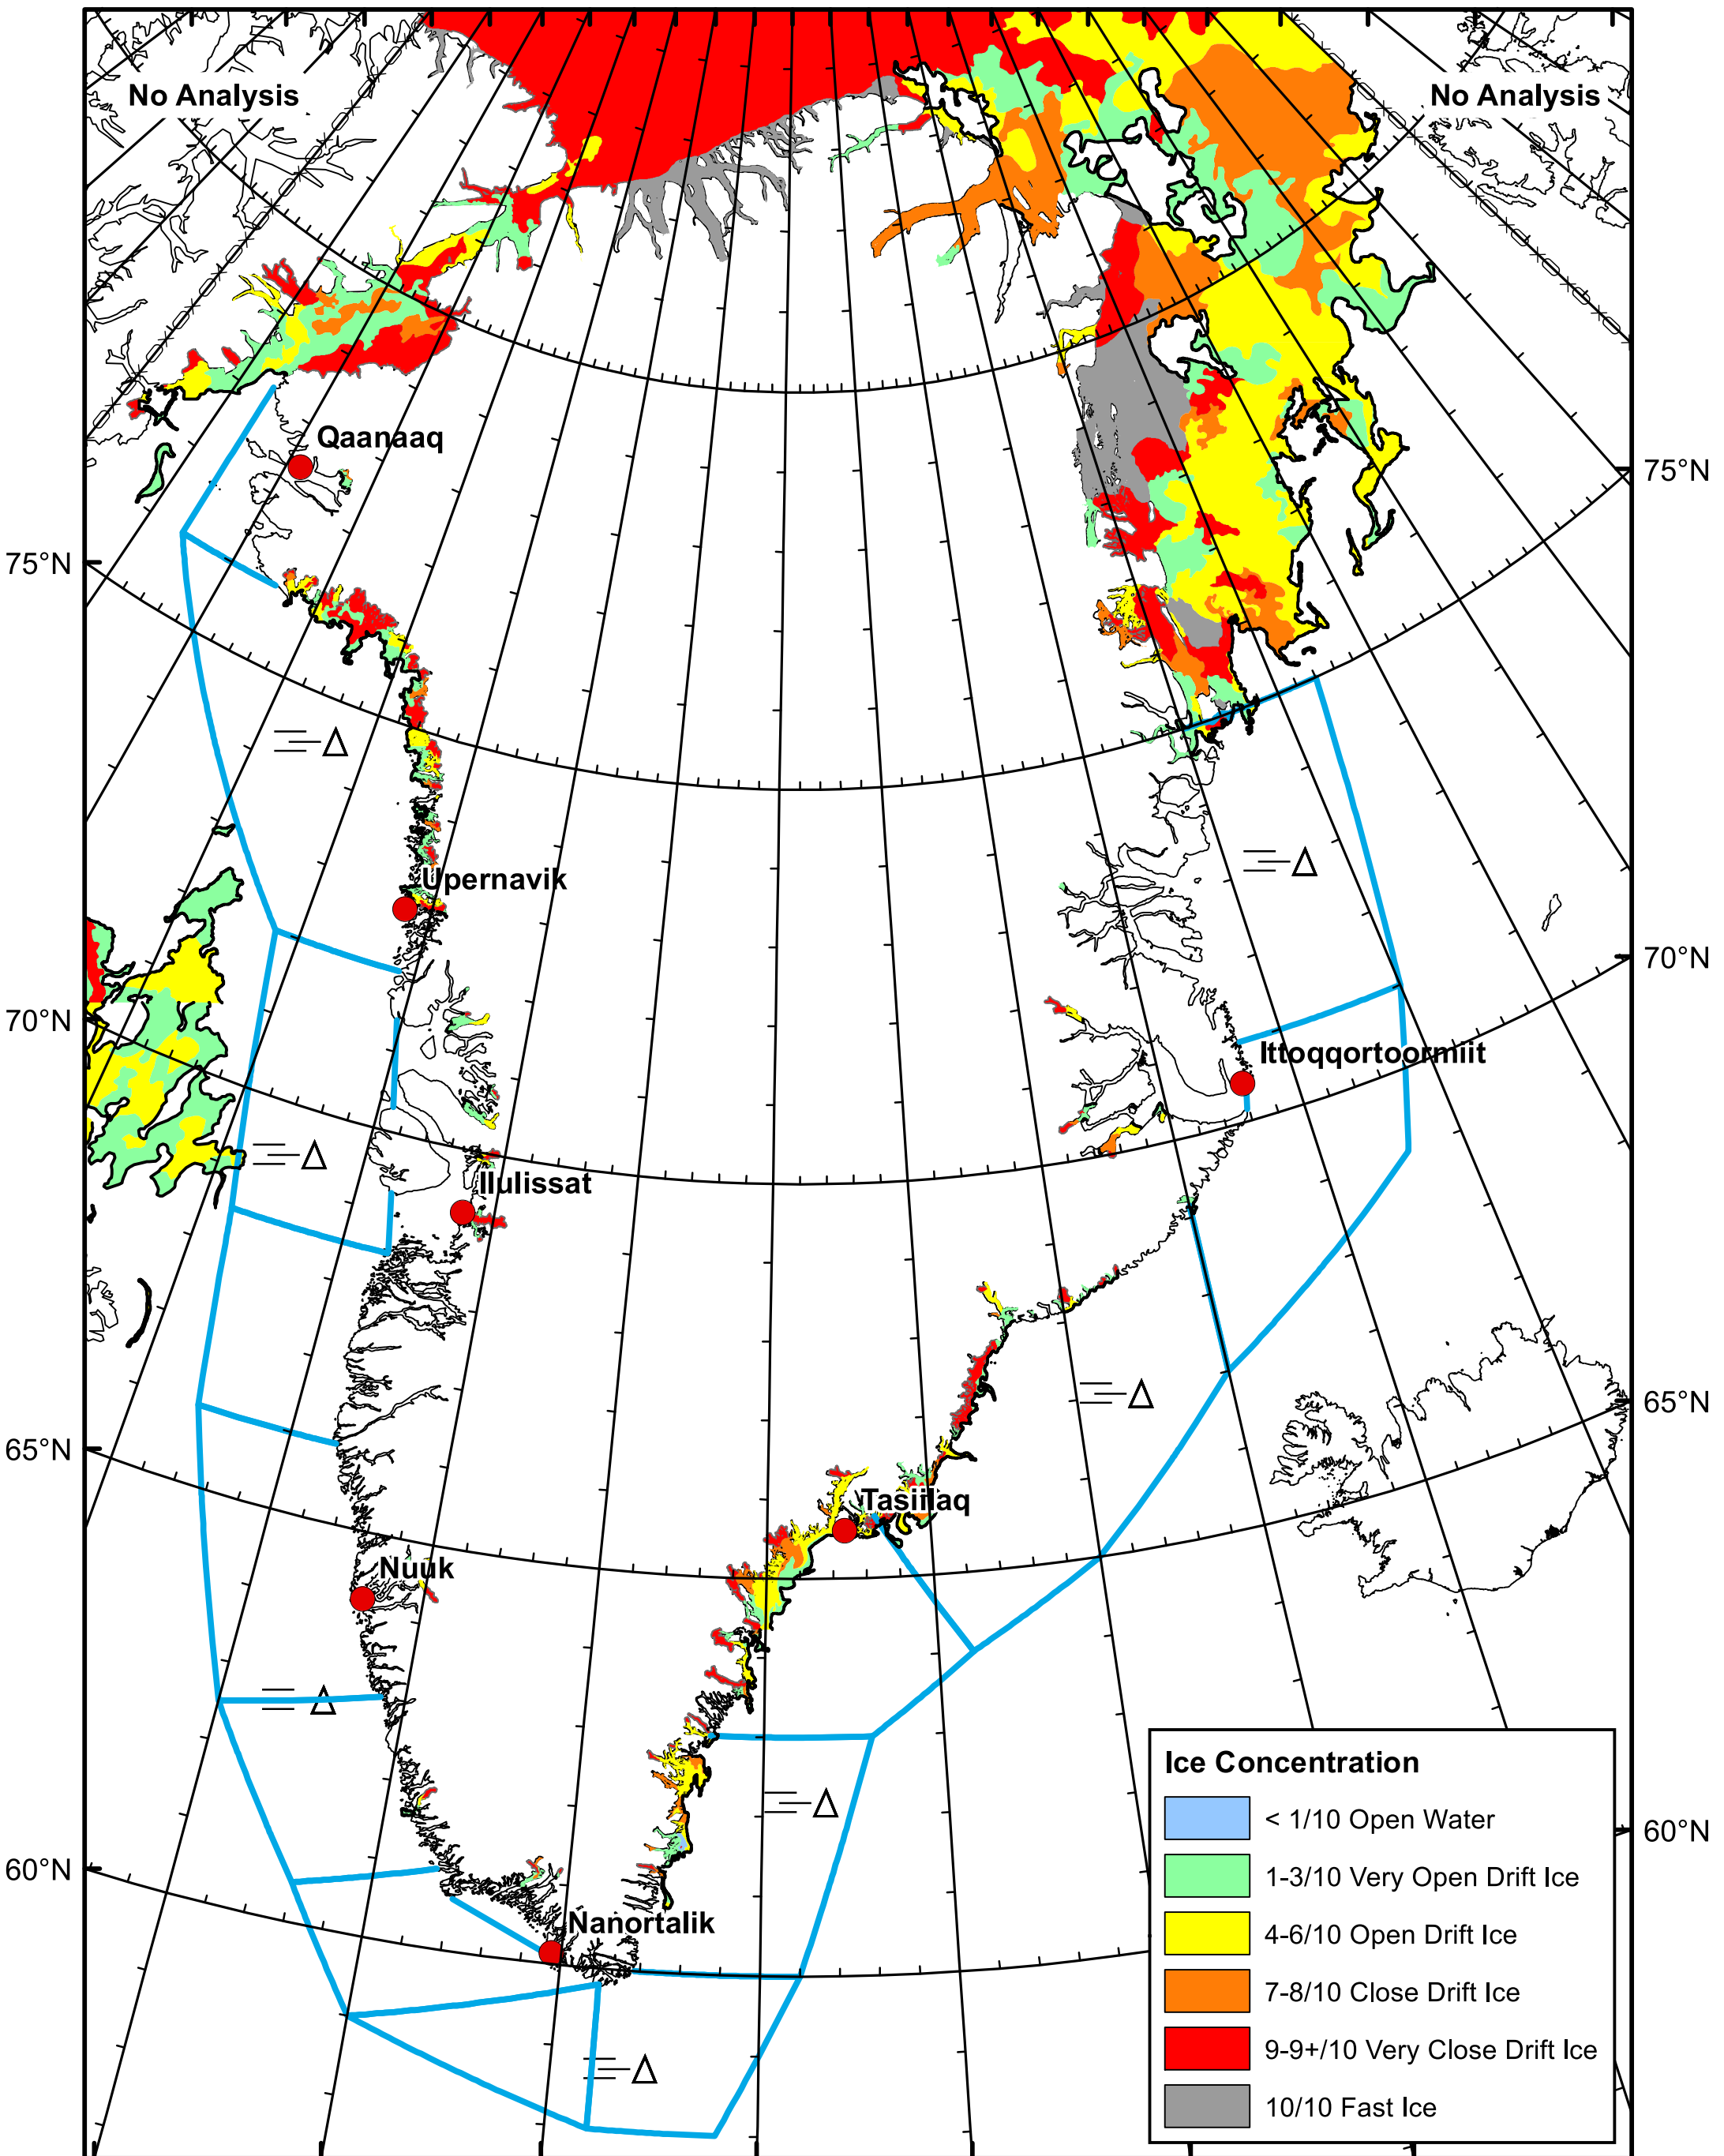 No Analysis
No Analysis
Qaanaaq
75°N
75°N
Upernavik
70°N
70°N
Ittoqqortoormiit
Ilulissat
65°N
65°N
Tasiilaq
Nuuk
60°N
60°N
Nanortalik
Ice Concentration
< 1/10 Open Water
1-3/10 Very Open Drift Ice
4-6/10 Open Drift Ice
7-8/10 Close Drift Ice
9-9+/10 Very Close Drift Ice
10/10 Fast Ice